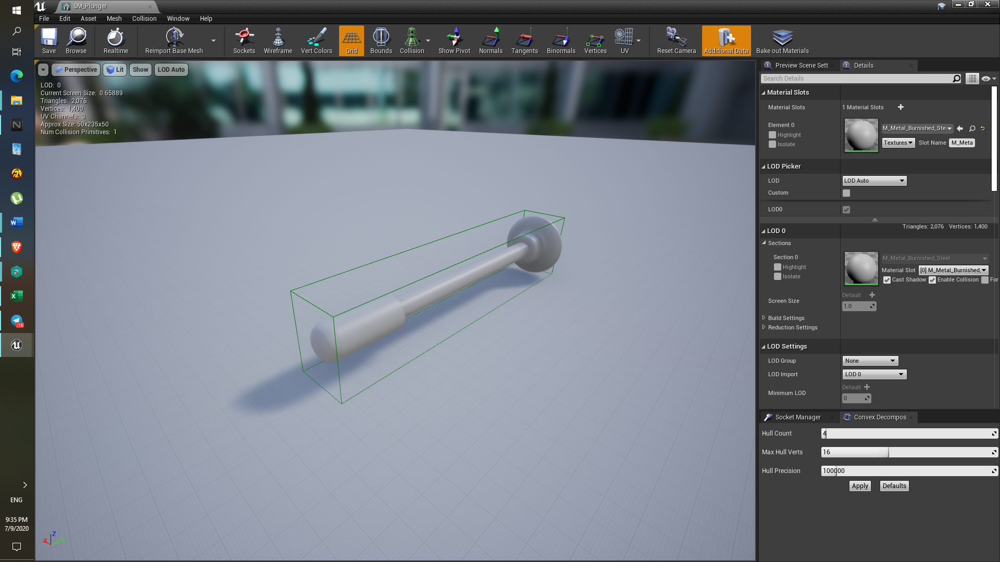 SM_Plunger
File Edit Asset Mesh Collision Window Help
Save Browse Realtime Reimport Base Mesh Sockets Wireframe Vert Colors Grid Bounds Collision Show Pivot Normals Tangents Binormals Vertices UV Reset Camera Additional Data Bake out Materials
Perspective Lit Show LOD Auto
LOD: 0
Current Screen Size: 0.65889
Triangles: 2,076
Vertices: 1,400
UV Channels: 3
Approx Size: 50x235x50
Num Collision Primitives: 1
X Y Z
Preview Scene Sett Details
Search Details
Material Slots
Material Slots 1 Material Slots
Element 0
Highlight
Isolate
M_Metal_Burnished_Ste
Textures Slot Name M_Meta
LOD Picker
LOD LOD Auto
Custom
LOD0
LOD 0 Triangles: 2,076 Vertices: 1,400
Sections
Section 0
Highlight
Isolate
M_Metal_Burnished_Steel
Material Slot [0] M_Metal_Burnished_
Cast Shadow Enable Collision For
Default
Screen Size 1.0
Build Settings
Reduction Settings
LOD Settings
LOD Group None
LOD Import LOD 0
Default
Minimum LOD 0
Socket Manager Convex Decompos
Hull Count 4
Max Hull Verts 16
Hull Precision 100000
Apply Defaults
..16
ENG
9:35 PM
7/9/2020